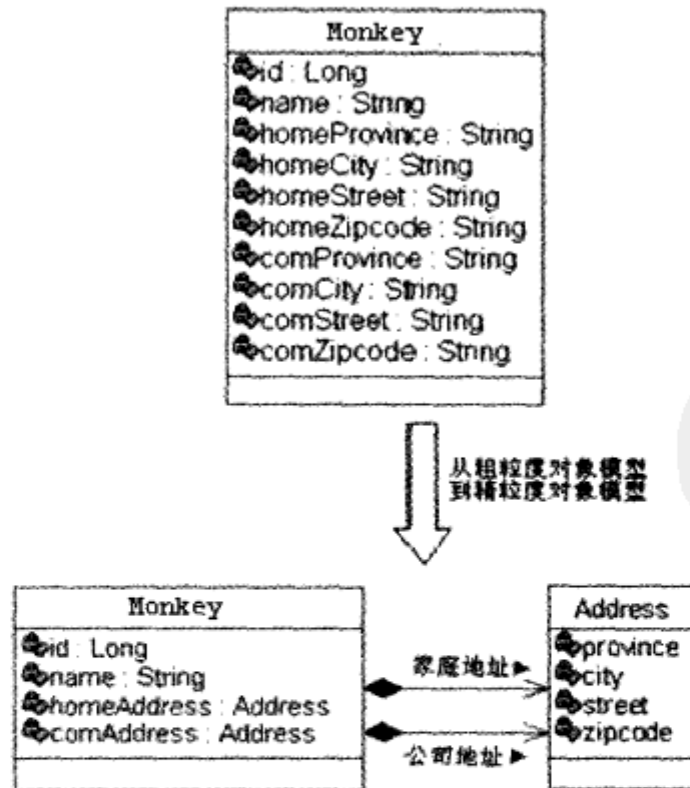 Monkey
id : Long
name : String
homeProvince : String
homeCity : String
homeStreet : String
homeZipcode : String
comProvince : String
comCity : String
comStreet : String
comZipcode : String
从粗粒度对象模型
到精粒度对象模型
Monkey
id : Long
name : String
homeAddress : Address
comAddress : Address
家庭地址▶
公司地址▶
Address
province
city
street
zipcode